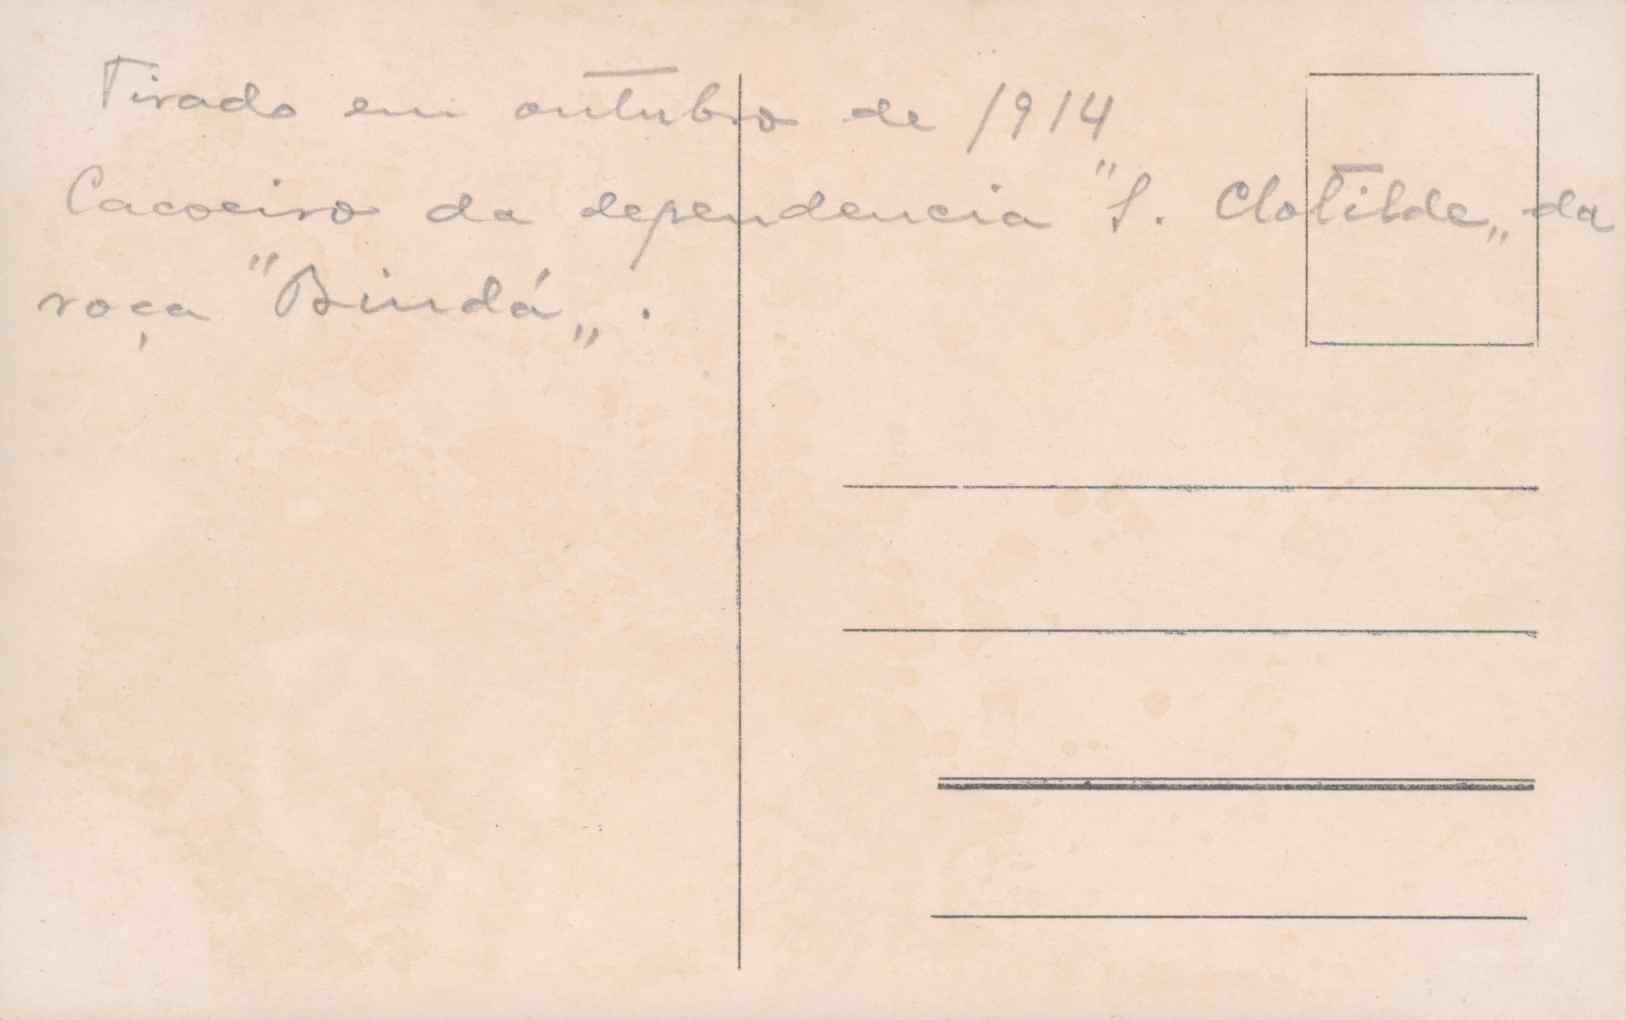 Tirado em outubro de 1914
Cacoeiro da dependencia "S. Clotilde„ da
roça "Bindá„.